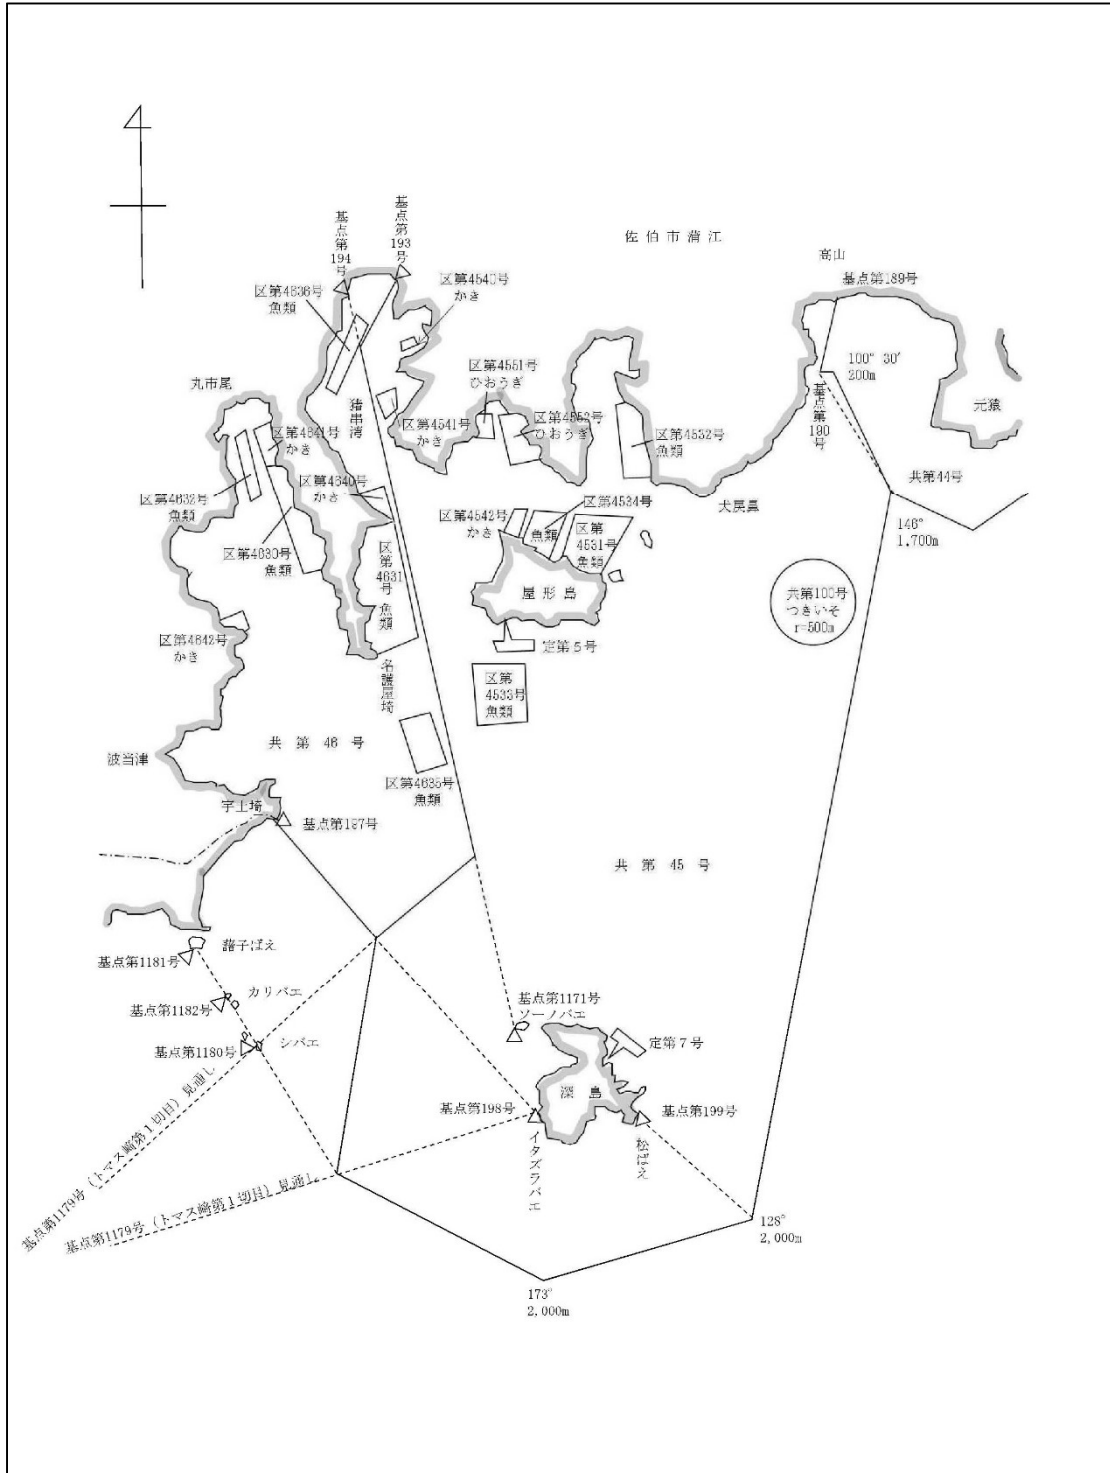 佐伯市蒲江
高山
基点第189号
基点第193号
基点第194号
区第4540号
かき
区第4636号
魚類
100° 30′
200m
基点第190号
区第4551号
ひおうぎ
丸市尾
猪串湾
元猿
区第4541号
かき
区第4552号
ひおうぎ
区第4641号
かき
区第4532号
魚類
区第4640号
かき
共第44号
区第4632号
魚類
区第4534号
魚類
犬戻鼻
区第4542号
かき
146°
1,700m
区第
4531号
魚類
区第4630号
魚類
区第4631号 魚類
屋形島
共第100号
つきいそ
r=500m
区第4642号
かき
定第5号
名護屋埼
区第
4533号
魚類
共第46号
波当津
区第4635号
魚類
宇土埼
基点第197号
共第45号
諸子ばえ
基点第1181号
カリバエ
基点第1182号
基点第1171号
ソーノバエ
シバエ
基点第1180号
定第7号
深島
基点第198号
基点第199号
イタズラバエ
松ばえ
基点第1179号(トマス崎第1切目)見通し
基点第1179号(トマス崎第1切目)見通し
128°
2,000m
173°
2,000m